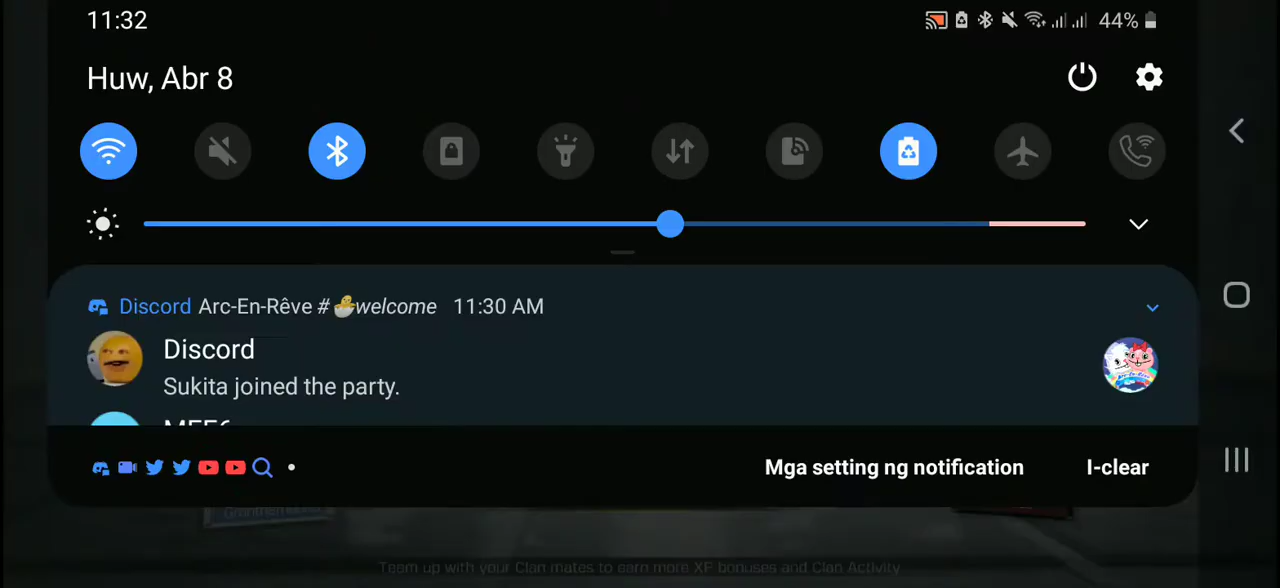 11:32
44%
Huw, Abr 8
Discord Arc-En-Rêve # 🐣welcome 11:30 AM
Discord
Sukita joined the party.
MEE6
Mga setting ng notification
I-clear
Team up with your Clan mates to earn more XP bonuses and Clan Activity